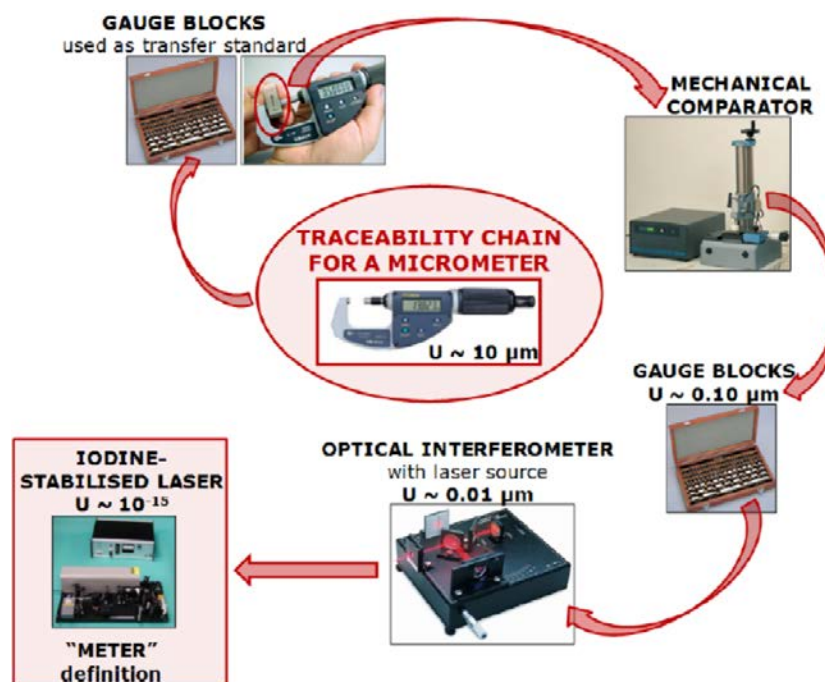 GAUGE BLOCKS
used as transfer standard
MECHANICAL
COMPARATOR
TRACEABILITY CHAIN
FOR A MICROMETER
U ~ 10 µm
GAUGE BLOCKS
U ~ 0.10 µm
OPTICAL INTERFEROMETER
with laser source
U ~ 0.01 µm
IODINE-
STABILISED LASER
U ~ 10⁻¹⁵
“METER”
definition